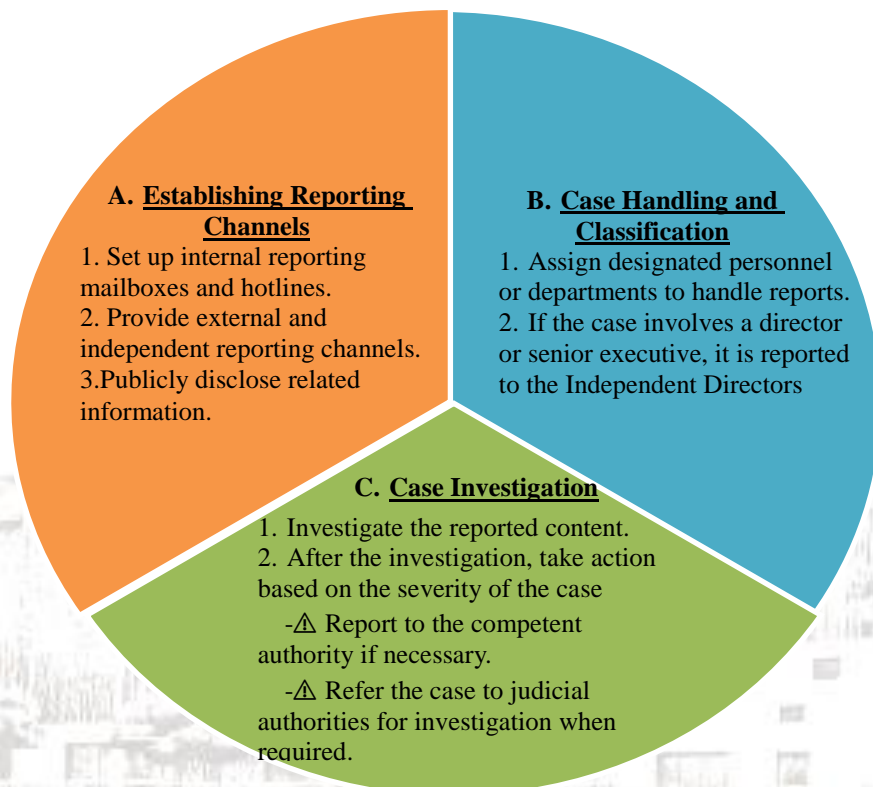 A. Establishing Reporting
Channels
1. Set up internal reporting
mailboxes and hotlines.
2. Provide external and
independent reporting channels.
3.Publicly disclose related
information.
B. Case Handling and
Classification
1. Assign designated personnel
or departments to handle reports.
2. If the case involves a director
or senior executive, it is reported
to the Independent Directors
C. Case Investigation
1. Investigate the reported content.
2. After the investigation, take action
based on the severity of the case
-⚠ Report to the competent
authority if necessary.
-⚠ Refer the case to judicial
authorities for investigation when
required.